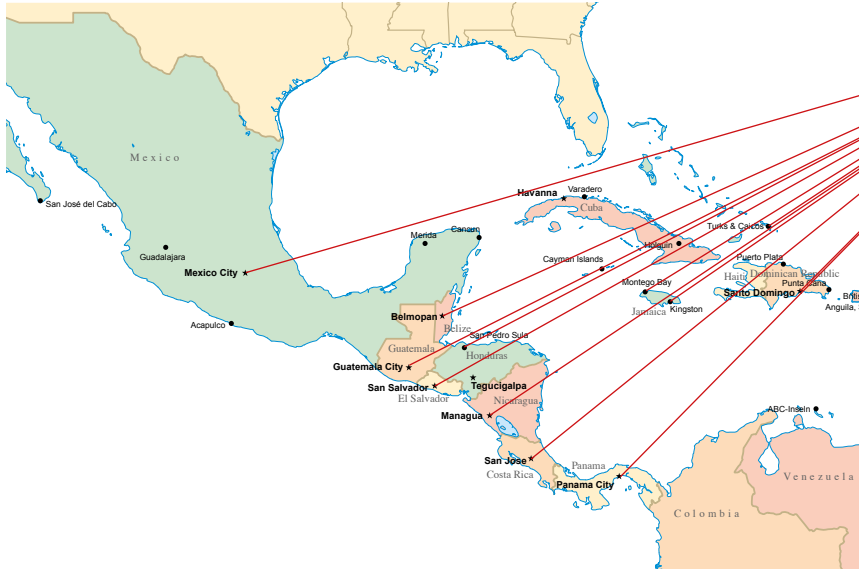 Mexico
San José del Cabo
Guadalajara
Mexico City
Acapulco
Merida
Cancun
Havanna
Varadero
Cuba
Holguin
Turks & Caicos
Cayman Islands
Puerto Plata
Haiti
Dominican Republic
Punta Cana
Santo Domingo
Montego Bay
Jamaica
Kingston
Belmopan
Belize
San Pedro Sula
Guatemala
Honduras
Guatemala City
San Salvador
El Salvador
Tegucigalpa
Nicaragua
Managua
ABC-Inseln
San Jose
Costa Rica
Panama
Panama City
Venezuela
Colombia
Anguila,